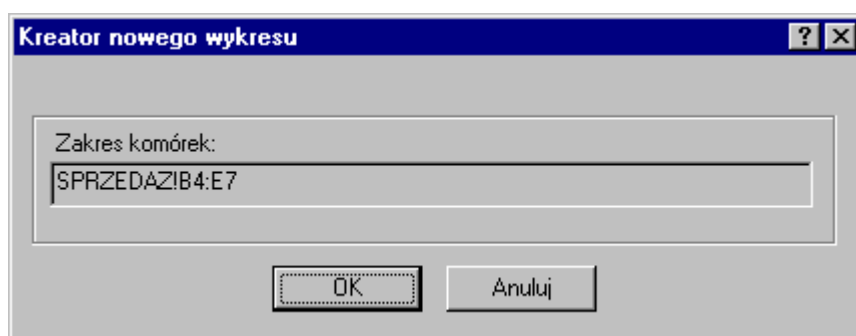 Kreator nowego wykresu
Zakres komórek:
SPRZEDAZ!B4:E7
OK Anuluj